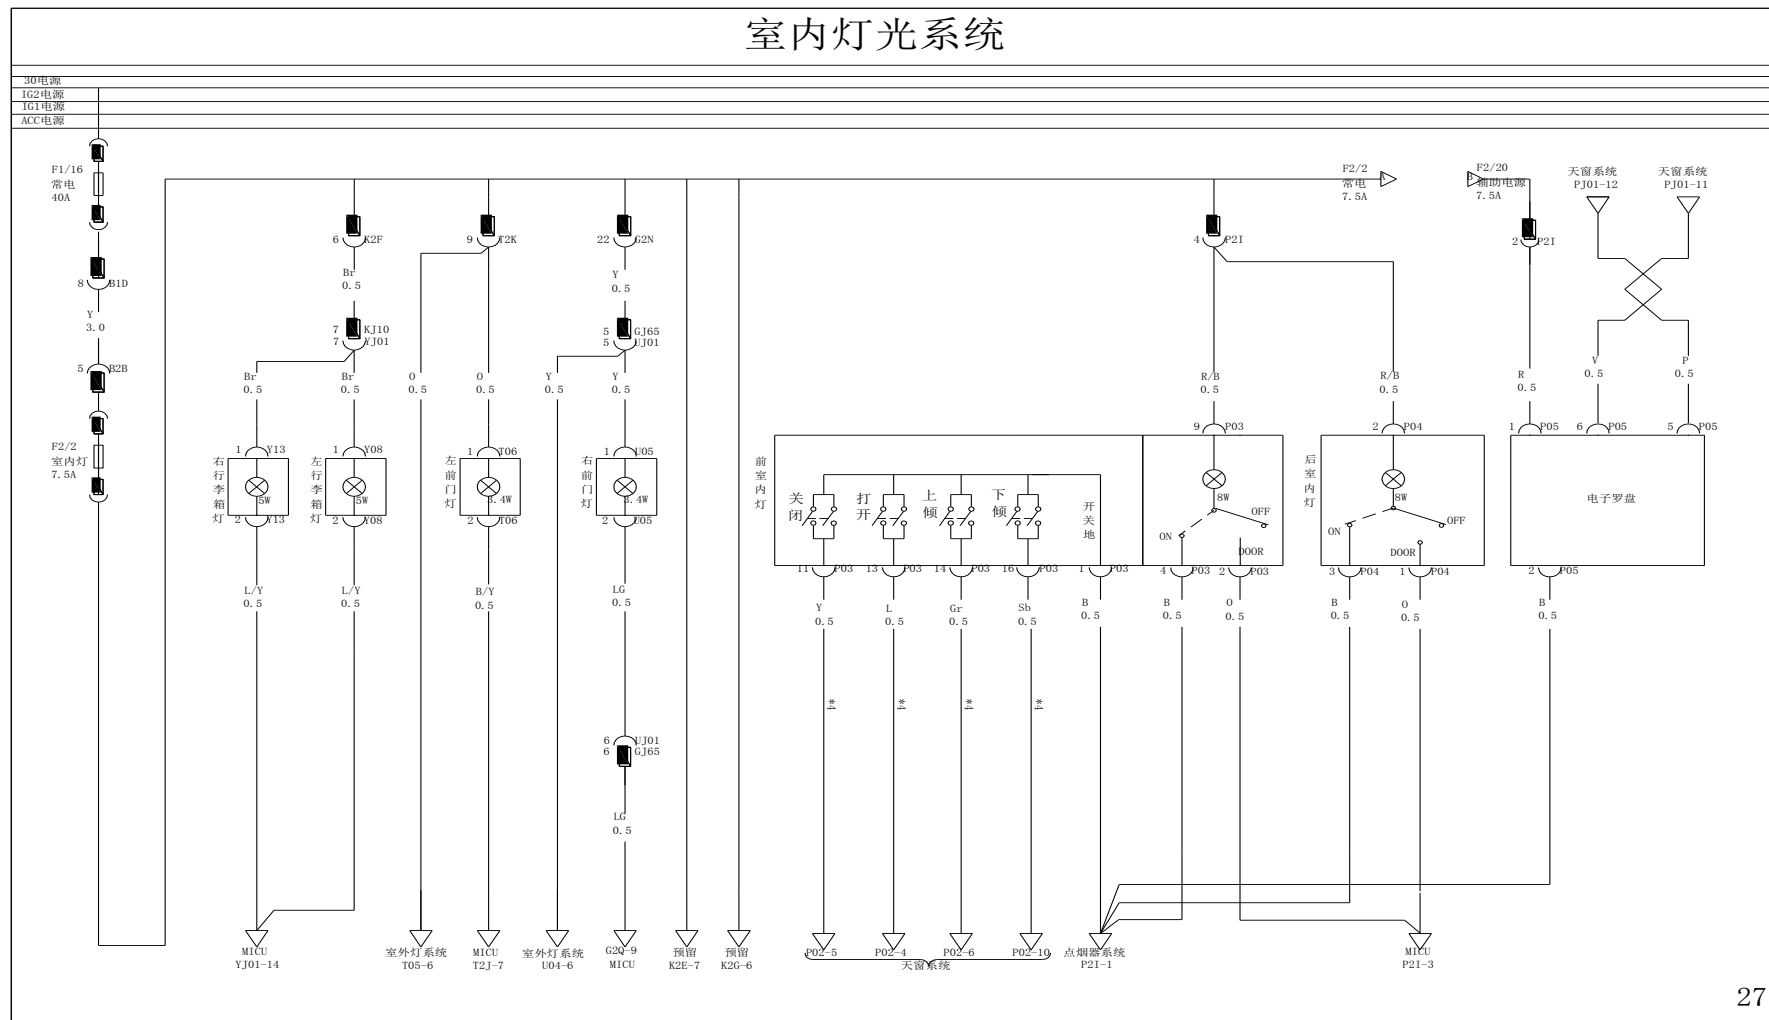 室内灯光系统
30电源
IG2电源
IG1电源
ACC电源
F1/16
常电
40A
8 B1D
Y
3.0
5 B2B
F2/2
室内灯
7.5A
6 K2F
Br
0.5
7 KJ10
7 YJ01
Br
0.5
Br
0.5
1 Y13
右行李箱灯
5W
2 Y13
1 Y08
左行李箱灯
5W
2 Y08
L/Y
0.5
L/Y
0.5
MICU
YJ01-14
9 T2K
O
0.5
O
0.5
1 T06
左前门灯
3.4W
2 T06
B/Y
0.5
室外灯系统
T05-6
MICU
T2J-7
22 G2N
Y
0.5
5 GJ65
5 UJ01
Y
0.5
Y
0.5
1 U05
右前门灯
3.4W
2 U05
LG
0.5
6 UJ01
6 GJ65
LG
0.5
室外灯系统
U04-6
G2Q-9
MICU
预留
K2E-7
预留
K2G-6
F2/2
常电
7.5A
A
B
F2/20
辅助电源
7.5A
天窗系统
PJ01-12
天窗系统
PJ01-11
4 P2I
2 P2I
R/B
0.5
R/B
0.5
R
0.5
V
0.5
P
0.5
9 P03
2 P04
1 P05
6 P05
5 P05
前室内灯
关闭
打开
上倾
下倾
开关地
8W
ON
OFF
DOOR
后室内灯
8W
ON
OFF
DOOR
电子罗盘
11 P03
13 P03
14 P03
16 P03
1 P03
4 P03
2 P03
3 P04
1 P04
2 P05
Y
0.5
L
0.5
Gr
0.5
Sb
0.5
B
0.5
B
0.5
O
0.5
B
0.5
O
0.5
B
0.5
*4
*4
*4
*4
P02-5
P02-4
P02-6
P02-10
天窗系统
点烟器系统
P2I-1
MICU
P2I-3
27